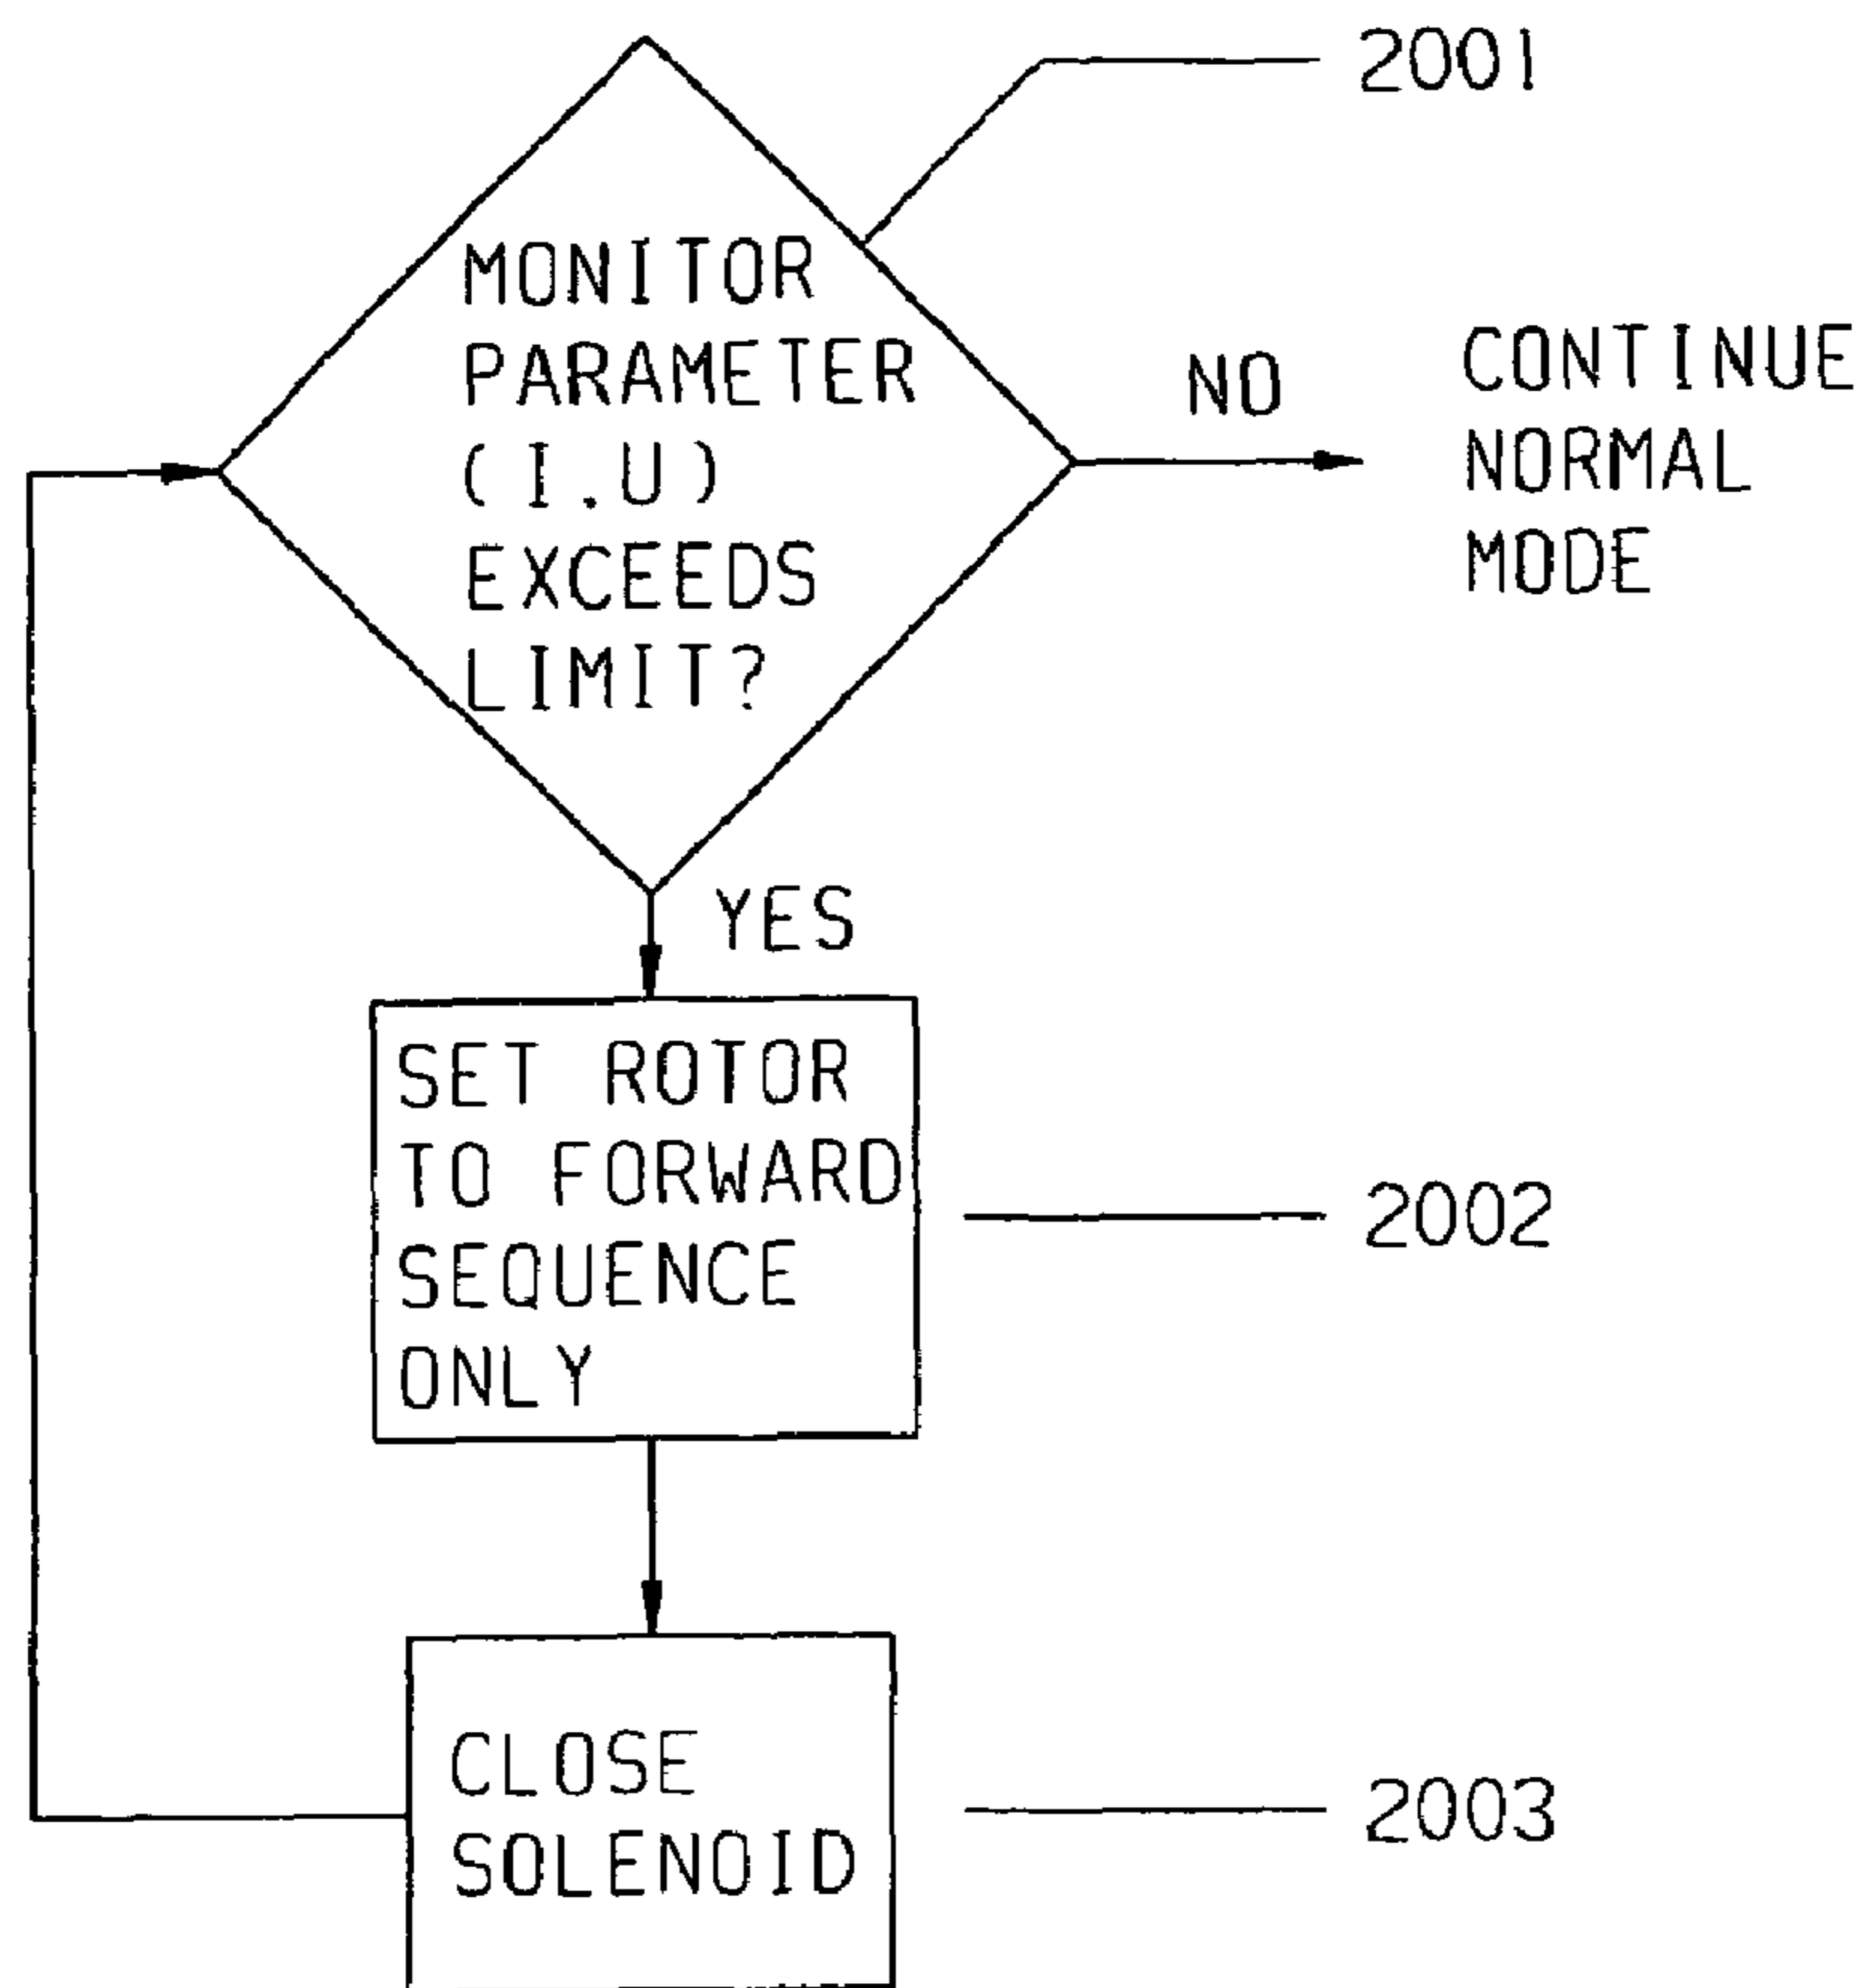 2001
MONITOR
PARAMETER
(I.U)
EXCEEDS
LIMIT?
NO
CONTINUE
NORMAL
MODE
YES
SET ROTOR
TO FORWARD
SEQUENCE
ONLY
2002
CLOSE
SOLENOID
2003